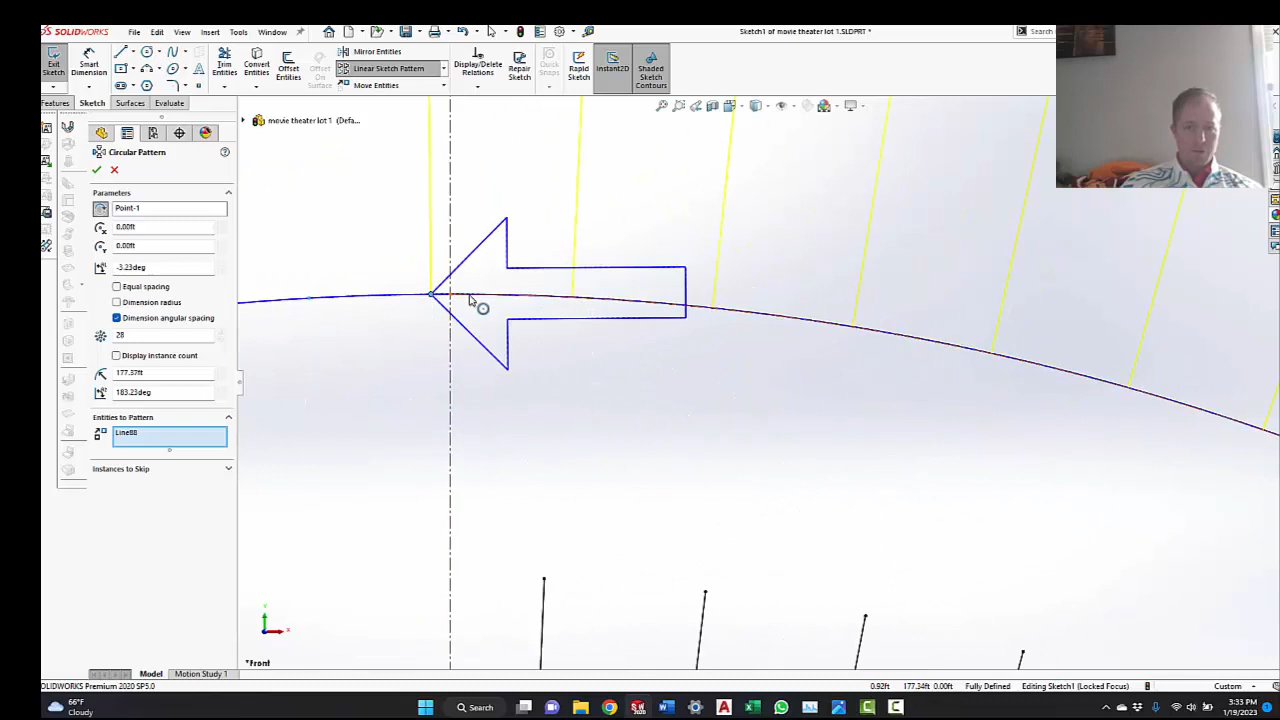 SOLIDWORKS File Edit View Insert Tools Window Sketch1 of movie theater lot 1.SLDPRT * Search
Exit Sketch Smart Dimension Trim Entities Convert Entities Offset Entities Offset On Surface Mirror Entities Linear Sketch Pattern Move Entities Display/Delete Relations Repair Sketch Quick Snaps Rapid Sketch Instant2D Shaded Sketch Contours
Features Sketch Surfaces Evaluate
movie theater lot 1 (Defa...
Circular Pattern
Parameters
Point-1
0.00ft
0.00ft
-3.23deg
Equal spacing
Dimension radius
Dimension angular spacing
28
Display instance count
177.37ft
183.23deg
Entities to Pattern
Line88
Instances to Skip
Y
X
*Front
Model Motion Study 1
SOLIDWORKS Premium 2020 SP5.0 0.92ft 177.34ft 0.00ft Fully Defined Editing Sketch1 (Locked Focus) Custom
66°F
Cloudy
Search
3:33 PM
1/19/2023